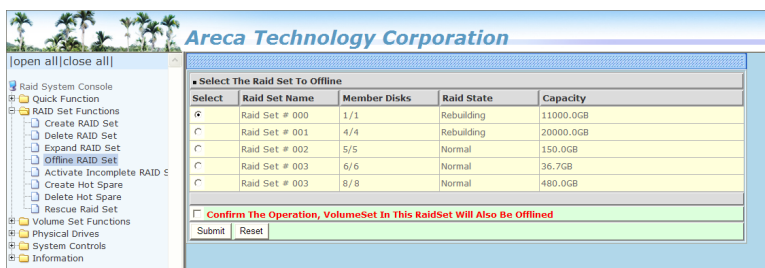 Areca Technology Corporation
|open all|close all|
Raid System Console
Quick Function
RAID Set Functions
Create RAID Set
Delete RAID Set
Expand RAID Set
Offline RAID Set
Activate Incomplete RAID S
Create Hot Spare
Delete Hot Spare
Rescue Raid Set
Volume Set Functions
Physical Drives
System Controls
Information
Select The Raid Set To Offline
Select Raid Set Name Member Disks Raid State Capacity
Raid Set # 000 1/1 Rebuilding 11000.0GB
Raid Set # 001 4/4 Rebuilding 20000.0GB
Raid Set # 002 5/5 Normal 150.0GB
Raid Set # 003 6/6 Normal 36.7GB
Raid Set # 003 8/8 Normal 480.0GB
Confirm The Operation, VolumeSet In This RaidSet Will Also Be Offlined
Submit Reset